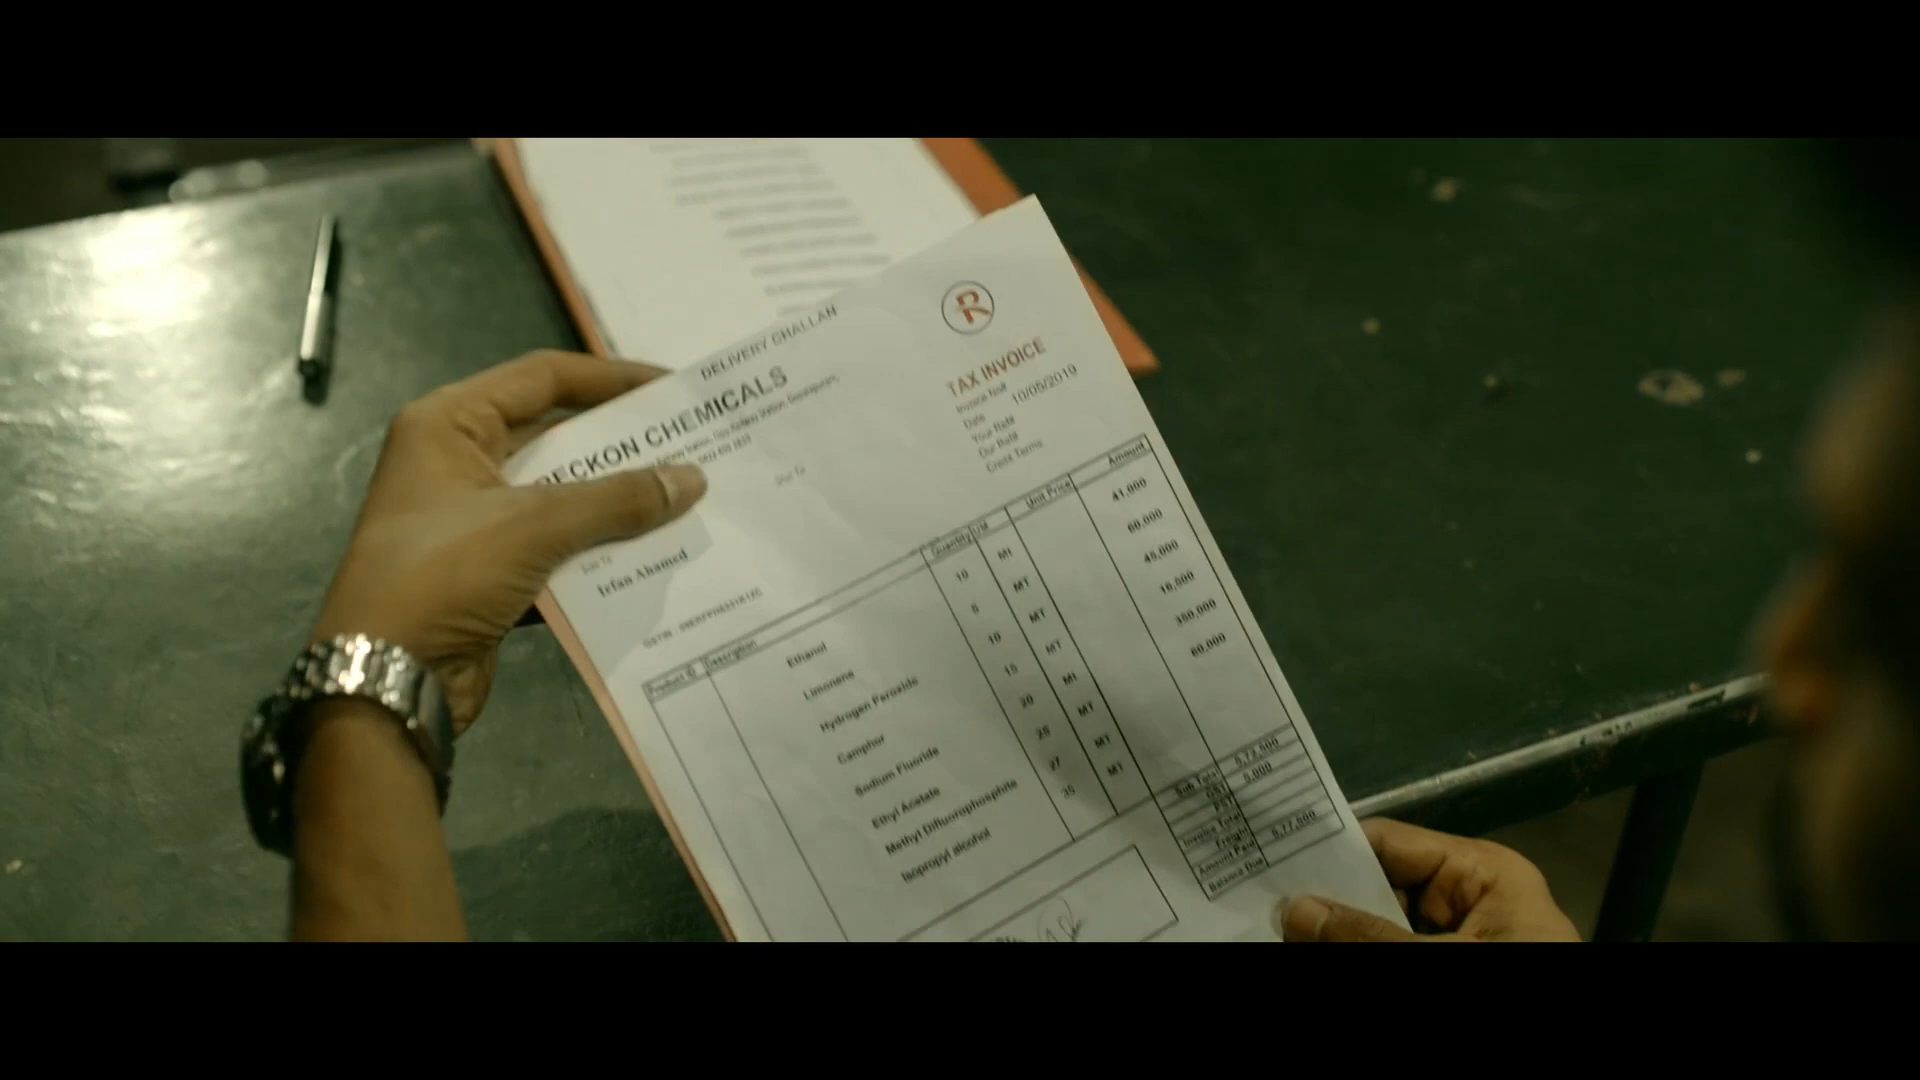 DELIVERY CHALLAN
RECKON CHEMICALS
R
TAX INVOICE
Date 10/05/2019
Your Ref#
Our Ref#
Credit Terms
Irfan Ahamed
Product ID Description Quantity UM Unit Price Amount
Ethanol 10 Mt 41,000
Limonene 5 MT 60,000
Hydrogen Peroxide 10 MT 45,000
Camphor 15 MT 16,500
Sodium Fluoride 20 Mt 350,000
Ethyl Acetate 25 MT 60,000
Methyl Difluorophosphite 27 MT
Isopropyl alcohol 35 MT
Sub Total 5,72,500
GST 5,000
PST
Invoice Total
Freight
Amount Paid 5,77,500
Balance Due